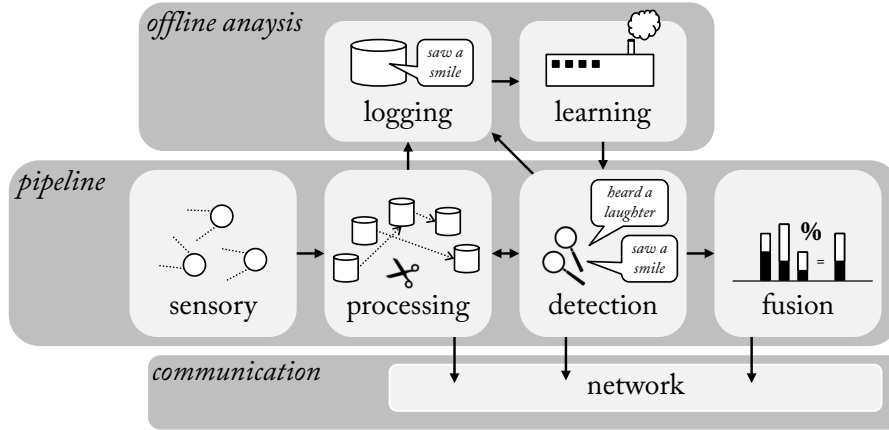 offline anaysis
saw a
smile
logging
learning
pipeline
heard a
laughter
saw a
smile
%
=
sensory
processing
detection
fusion
communication
network